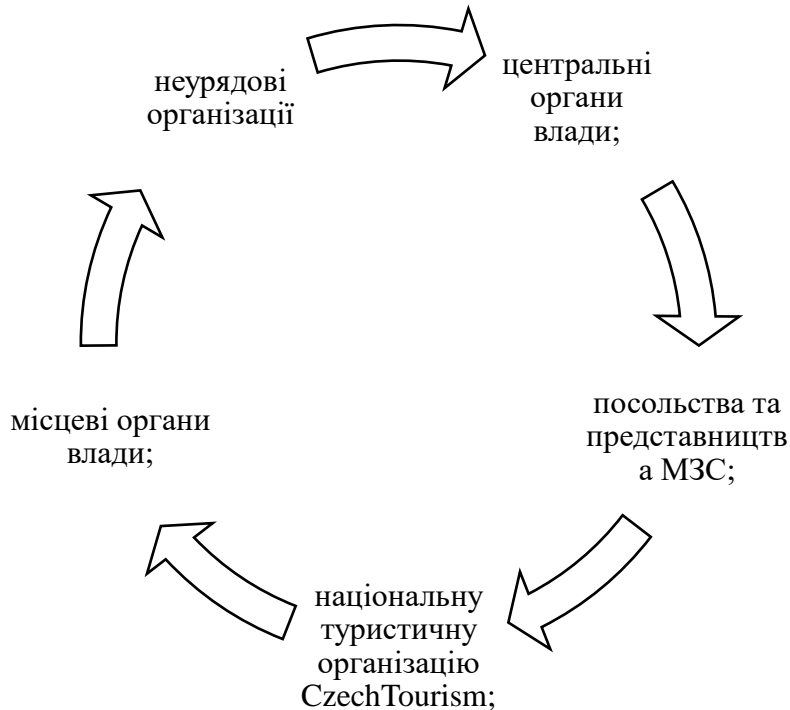 неурядові
організації
центральні
органи
влади;
посольства та
представництв
а МЗС;
національну
туристичну
організацію
CzechTourism;
місцеві органи
влади;